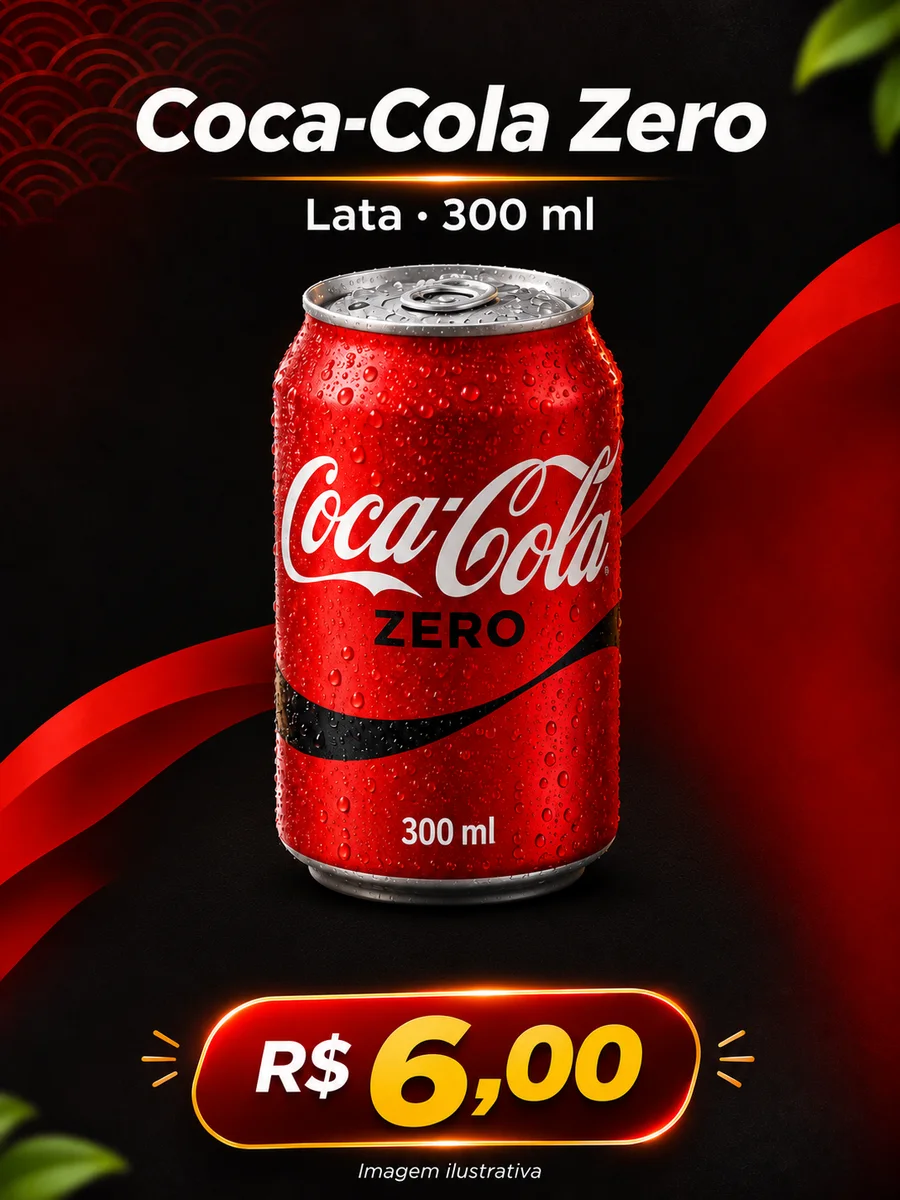 Coca-Cola Zero
Lata • 300 ml
Coca-Cola
ZERO
300 ml
R$ 6,00
Imagem ilustrativa